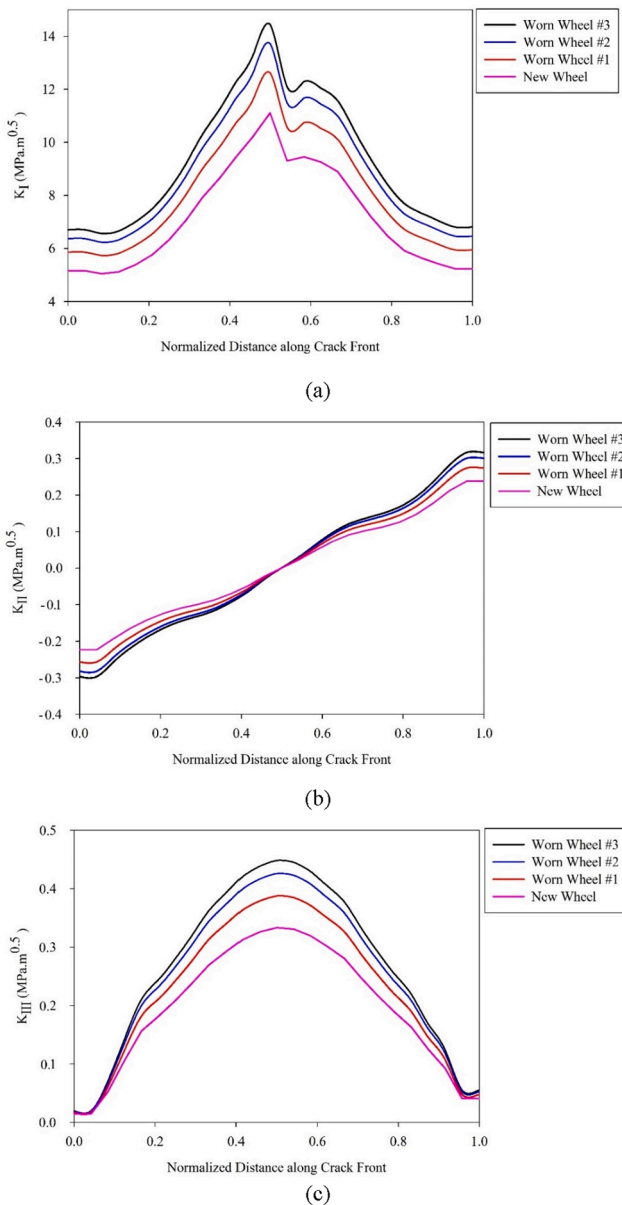 Worn Wheel #3
Worn Wheel #2
Worn Wheel #1
New Wheel
14
12
10
8
6
4
K_I (MPa.m^0.5)
0.0 0.2 0.4 0.6 0.8 1.0
Normalized Distance along Crack Front
(a)
Worn Wheel #3
Worn Wheel #2
Worn Wheel #1
New Wheel
0.4
0.3
0.2
0.1
0.0
-0.1
-0.2
-0.3
-0.4
K_II (MPa.m^0.5)
0.0 0.2 0.4 0.6 0.8 1.0
Normalized Distance along Crack Front
(b)
Worn Wheel #3
Worn Wheel #2
Worn Wheel #1
New Wheel
0.5
0.4
0.3
0.2
0.1
0.0
K_III (MPa.m^0.5)
0.0 0.2 0.4 0.6 0.8 1.0
Normalized Distance along Crack Front
(c)